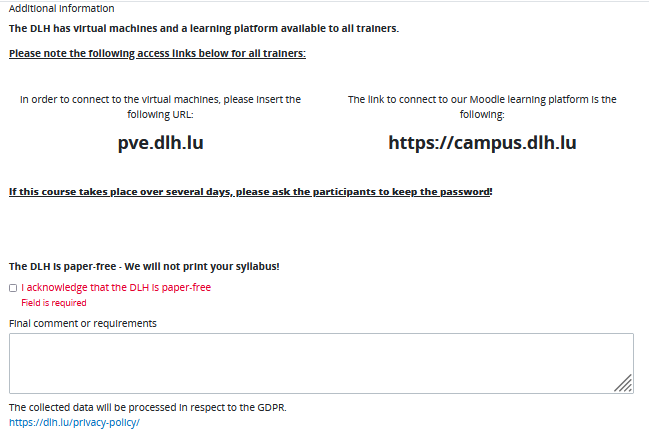 Additional information
The DLH has virtual machines and a learning platform available to all trainers.
Please note the following access links below for all trainers:
In order to connect to the virtual machines, please insert the
following URL:
pve.dlh.lu
The link to connect to our Moodle learning platform is the
following:
https://campus.dlh.lu
If this course takes place over several days, please ask the participants to keep the password!
The DLH is paper-free - We will not print your syllabus!
I acknowledge that the DLH is paper-free
Field is required
Final comment or requirements
The collected data will be processed in respect to the GDPR.
https://dlh.lu/privacy-policy/